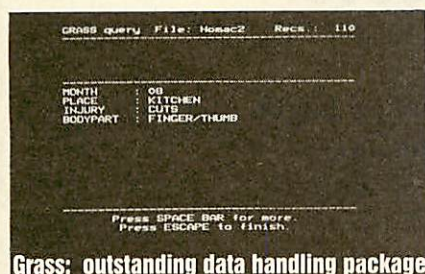 GRASS query File: Homac2 Recs.: 110
MONTH : 08
PLACE : KITCHEN
INJURY : CUTS
BODYPART : FINGER/THUMB
Press SPACE BAR for more.
Press ESCAPE to finish.
Grass: outstanding data handling package